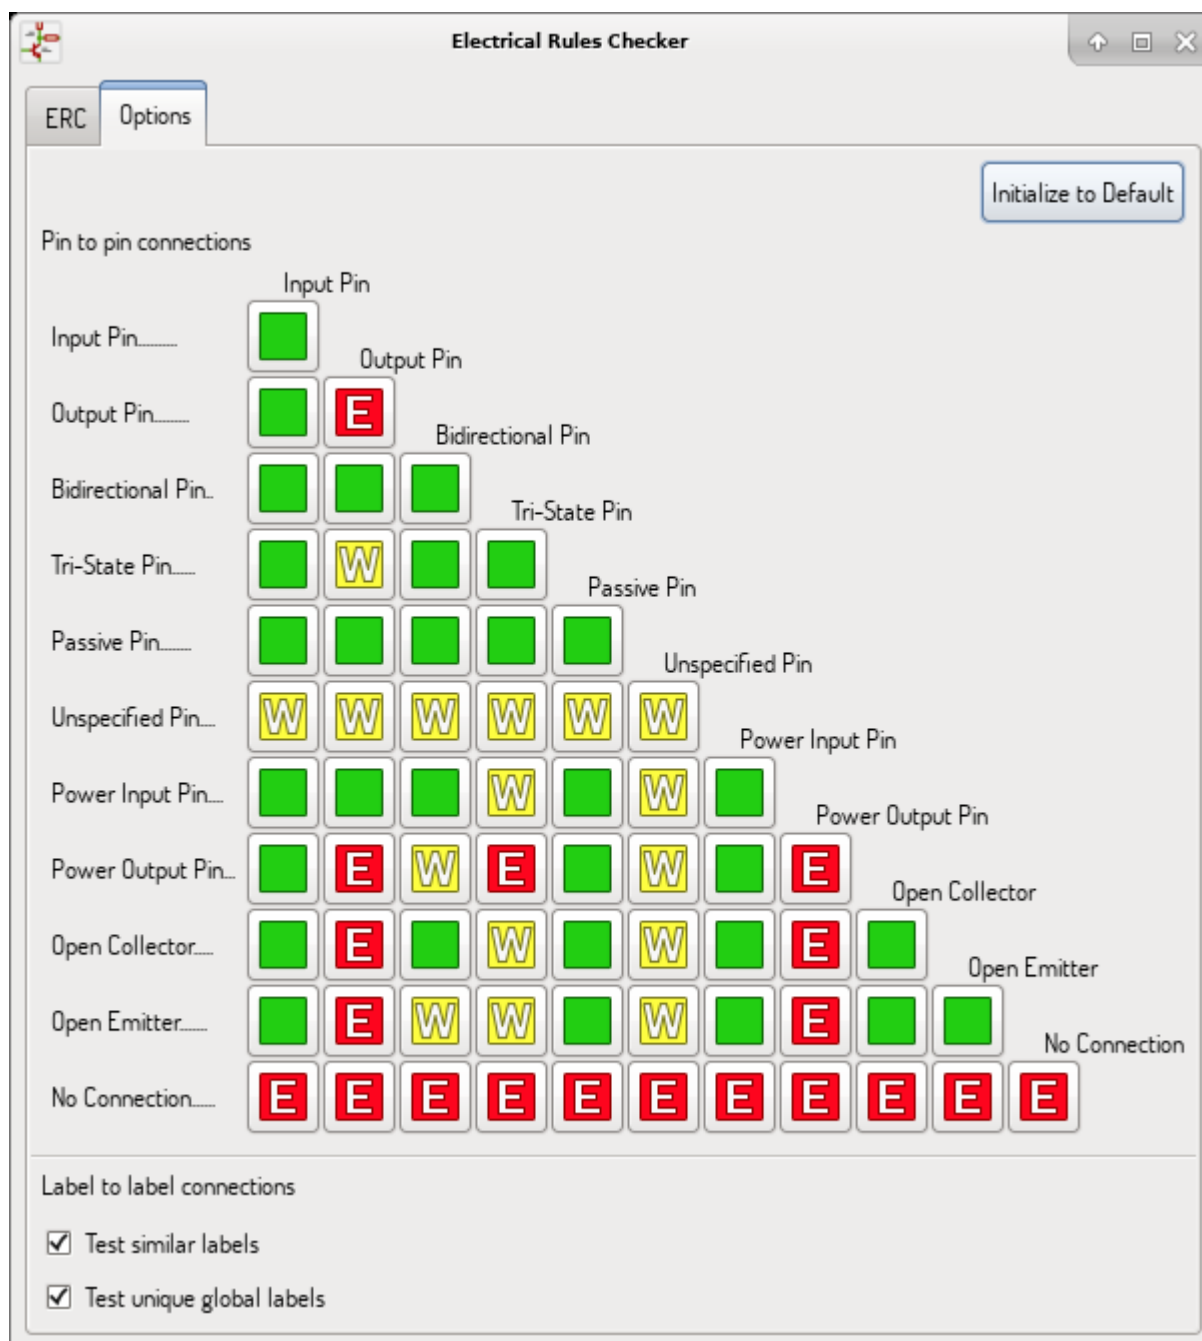 Electrical Rules Checker
ERC Options
Initialize to Default
Pin to pin connections
Input Pin
Input Pin..........
Output Pin
Output Pin.........
E
Bidirectional Pin
Bidirectional Pin..
Tri-State Pin
Tri-State Pin......
W
Passive Pin
Passive Pin........
Unspecified Pin
Unspecified Pin....
W W W W W W
Power Input Pin
Power Input Pin....
W W
Power Output Pin
Power Output Pin...
E W E W E
Open Collector
Open Collector.....
E W W E
Open Emitter
Open Emitter.......
E W W W E
No Connection
No Connection......
E E E E E E E E E E E
Label to label connections
Test similar labels
Test unique global labels